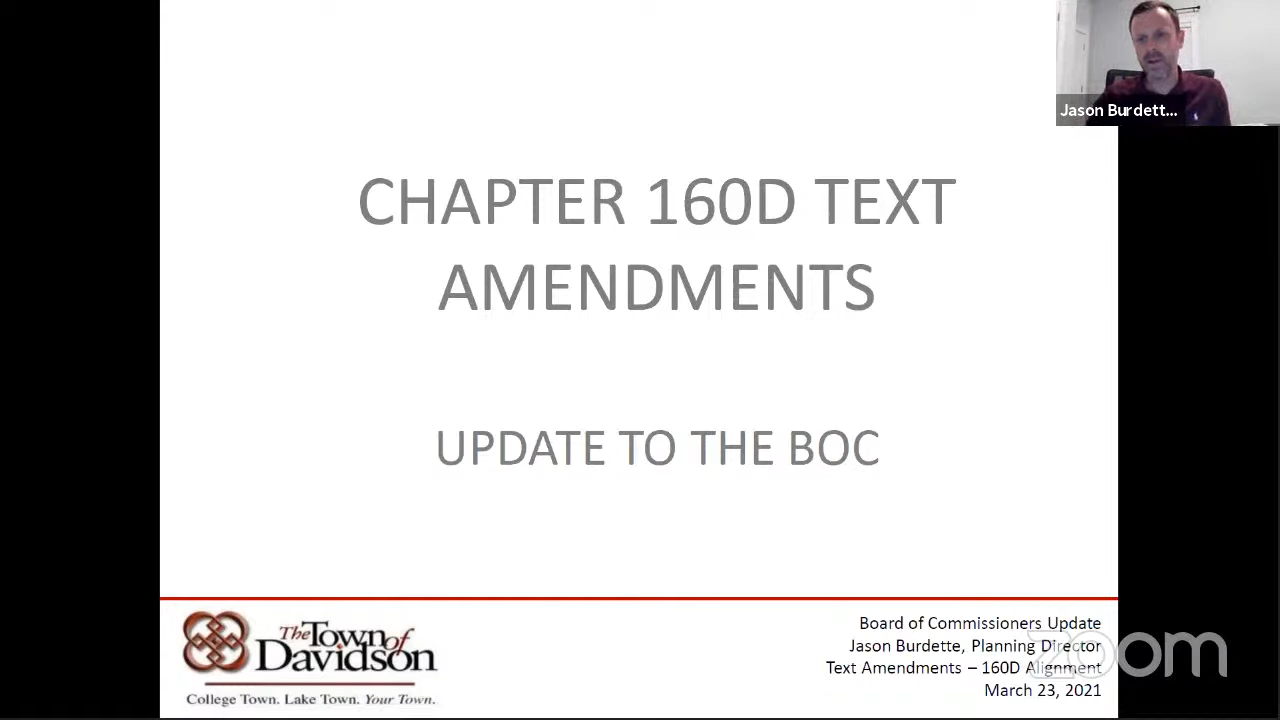 Jason Burdett...
CHAPTER 160D TEXT
AMENDMENTS
UPDATE TO THE BOC
The Town of
Davidson
College Town. Lake Town. Your Town.
Board of Commissioners Update
Jason Burdette, Planning Director
Text Amendments – 160D Alignment
March 23, 2021
zoom